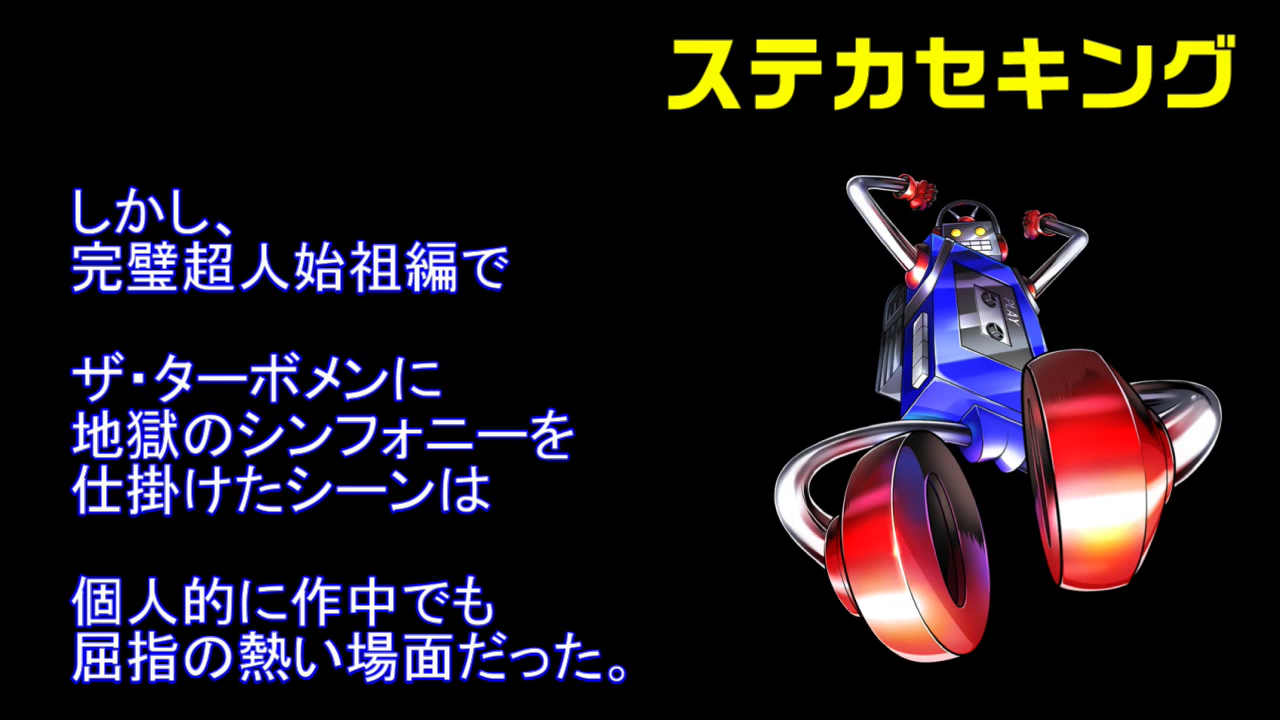 ステカセキング
しかし、
完璧超人始祖編で
ザ・ターボメンに
地獄のシンフォニーを
仕掛けたシーンは
個人的に作中でも
屈指の熱い場面だった。
PLAY